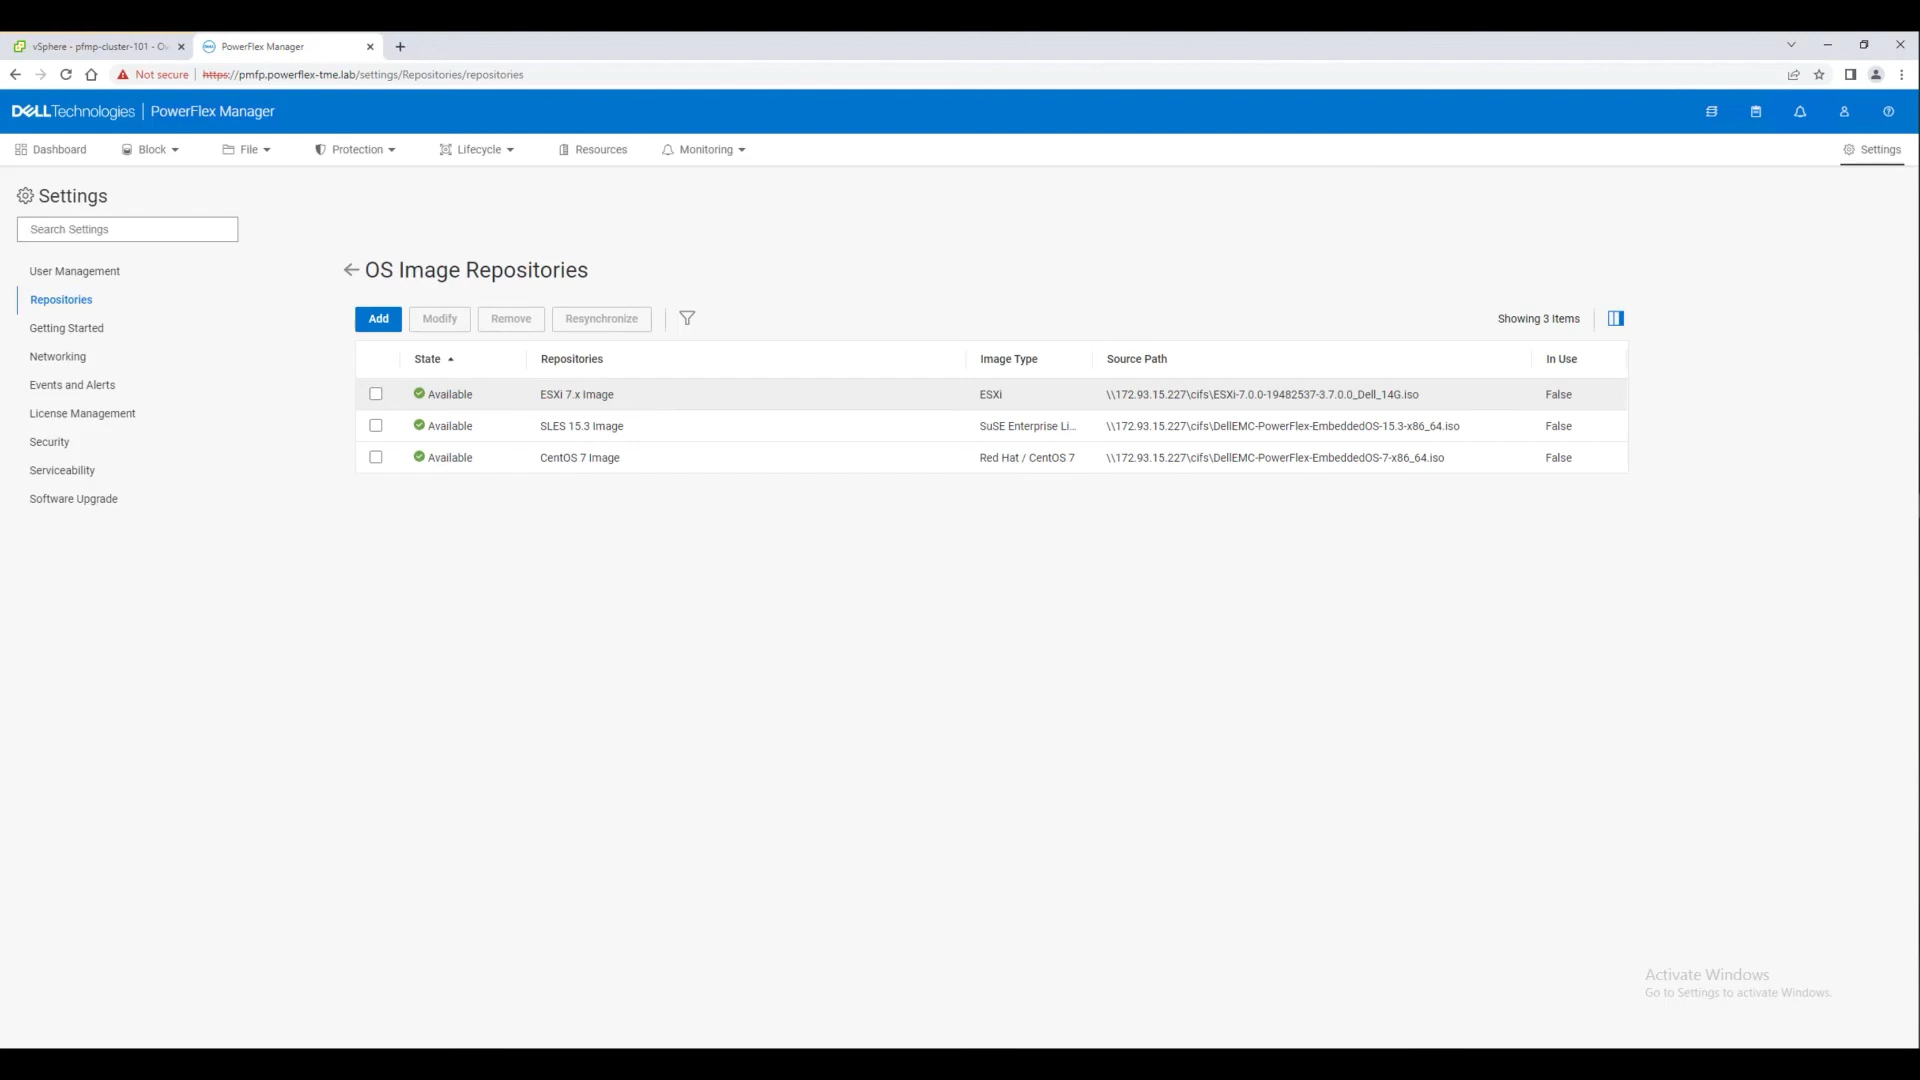 vSphere - pfmp-cluster-101 - Ov
PowerFlex Manager
Not secure
https://pmfp.powerflex-tme.lab/settings/Repositories/repositories
DELLTechnologies | PowerFlex Manager
Dashboard
Block
File
Protection
Lifecycle
Resources
Monitoring
Settings
Settings
Search Settings
User Management
Repositories
Getting Started
Networking
Events and Alerts
License Management
Security
Serviceability
Software Upgrade
OS Image Repositories
Add Modify Remove Resynchronize
Showing 3 Items
State Repositories Image Type Source Path In Use
Available ESXi 7.x Image ESXi \\172.93.15.227\cifs\ESXi-7.0.0-19482537-3.7.0.0_Dell_14G.iso False
Available SLES 15.3 Image SuSE Enterprise Li... \\172.93.15.227\cifs\DellEMC-PowerFlex-EmbeddedOS-15.3-x86_64.iso False
Available CentOS 7 Image Red Hat / CentOS 7 \\172.93.15.227\cifs\DellEMC-PowerFlex-EmbeddedOS-7-x86_64.iso False
Activate Windows
Go to Settings to activate Windows.